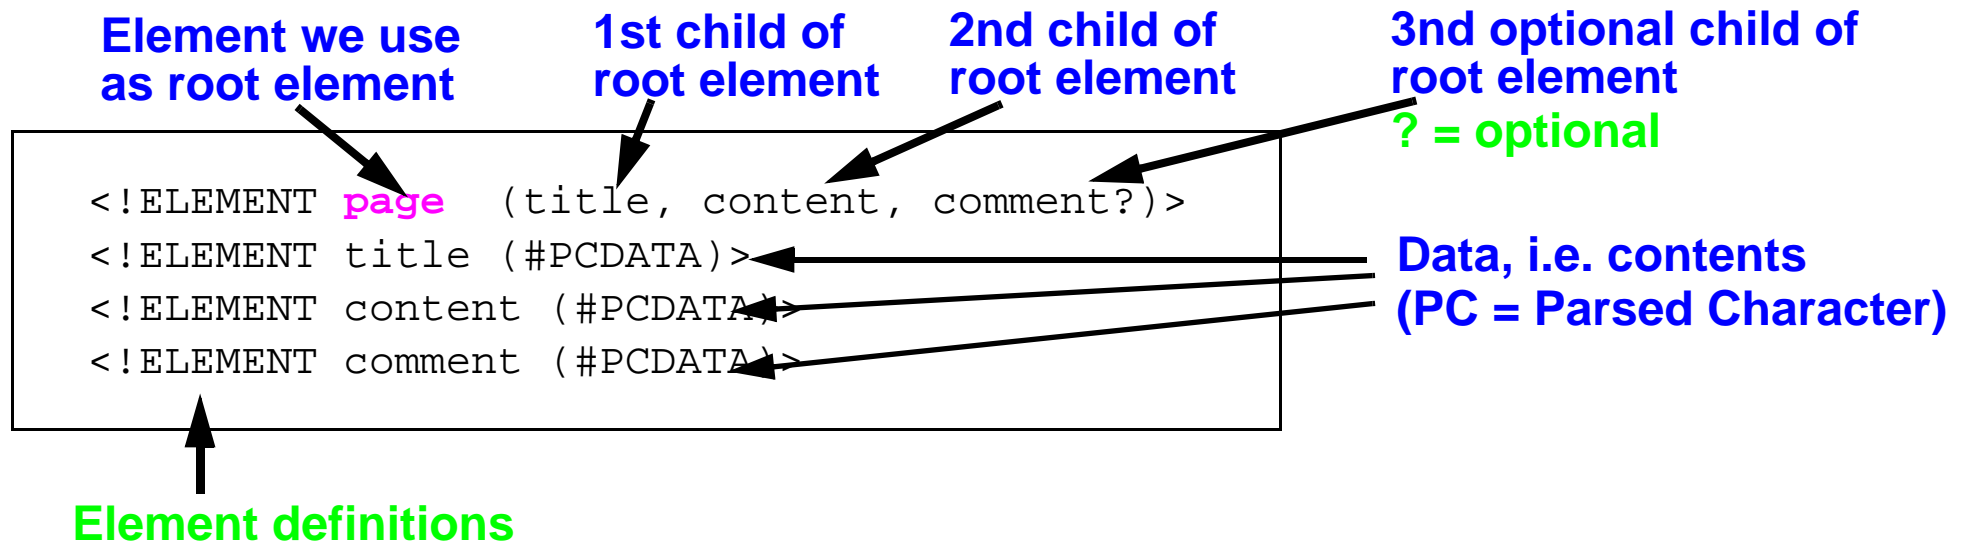 Element we use
as root element
1st child of
root element
2nd child of
root element
3nd optional child of
root element
? = optional
<!ELEMENT page  (title, content, comment?)>
<!ELEMENT title (#PCDATA)>
<!ELEMENT content (#PCDATA)>
<!ELEMENT comment (#PCDATA)>
Data, i.e. contents
(PC = Parsed Character)
Element definitions